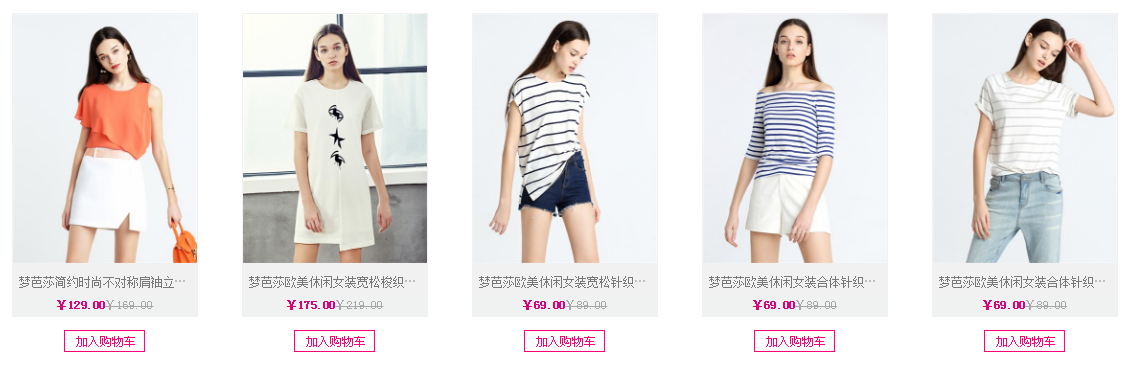 梦芭莎简约时尚不对称肩袖立…
￥129.00￥169.00
加入购物车
梦芭莎欧美休闲女装宽松梭织…
￥175.00￥219.00
加入购物车
梦芭莎欧美休闲女装宽松针织…
￥69.00￥89.00
加入购物车
梦芭莎欧美休闲女装合体针织…
￥69.00￥89.00
加入购物车
梦芭莎欧美休闲女装合体针织…
￥69.00￥89.00
加入购物车